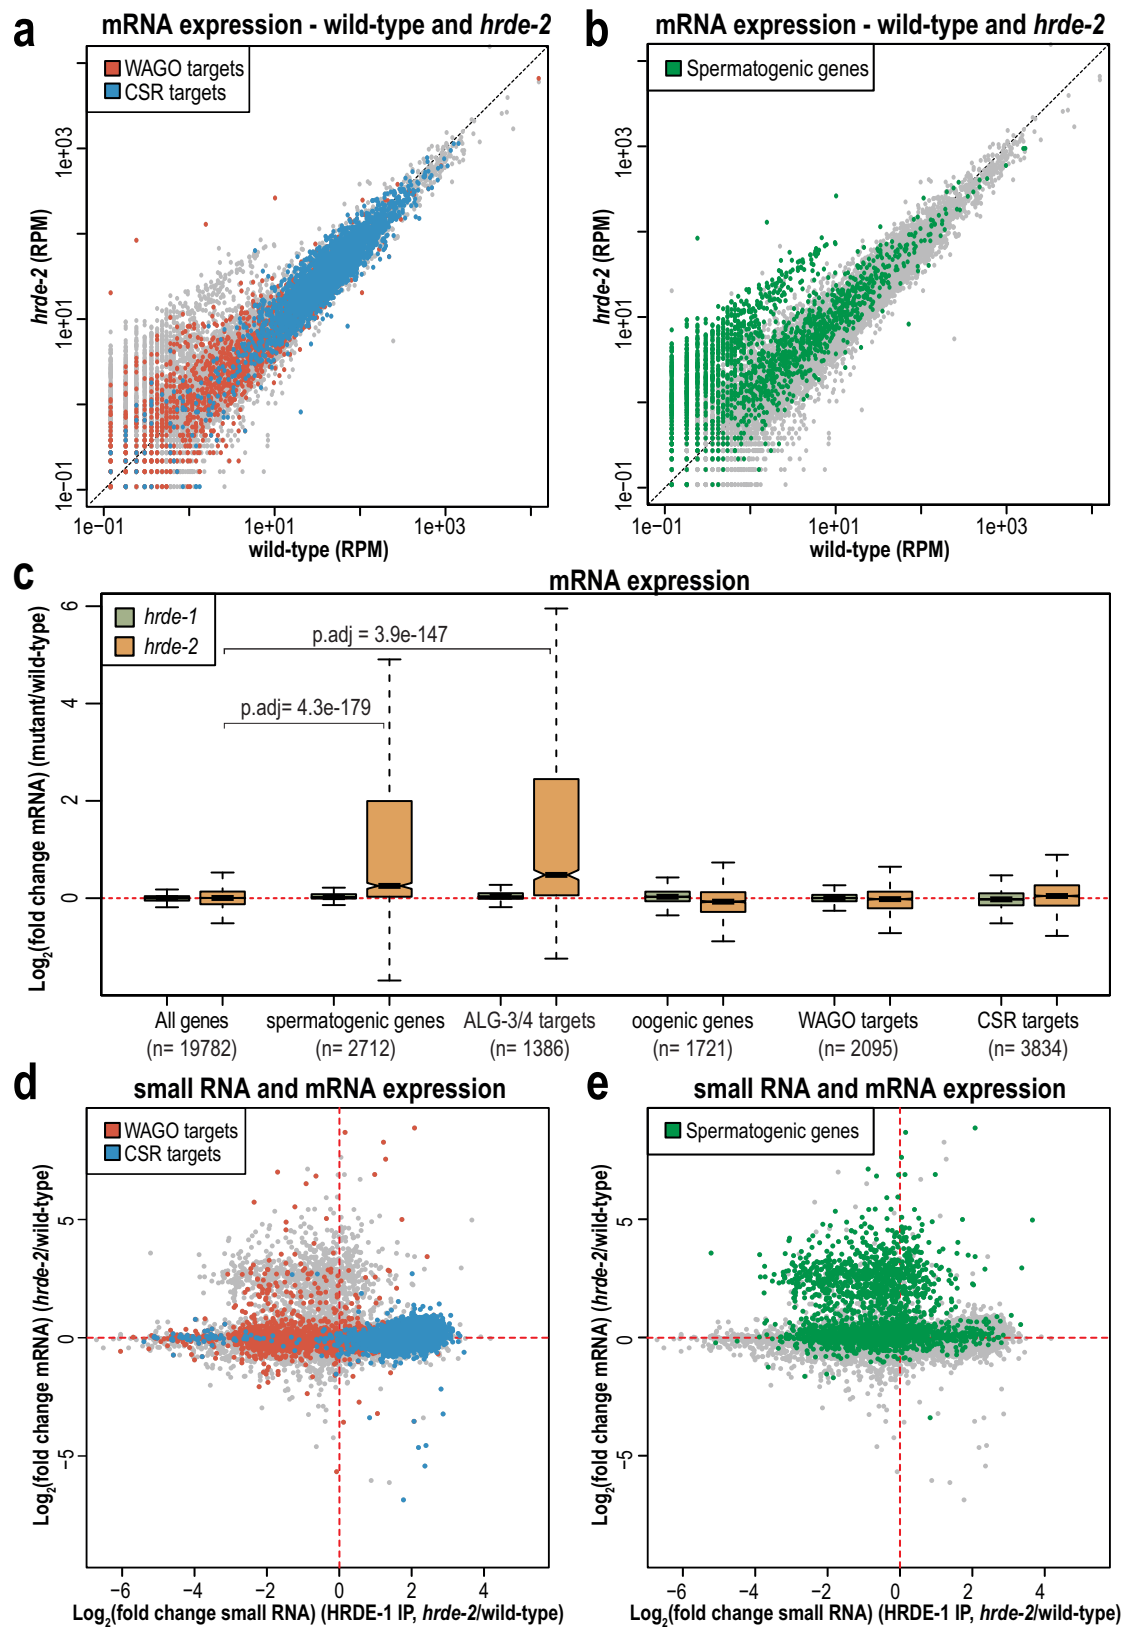 a
mRNA expression - wild-type and hrde-2
WAGO targets
CSR targets
hrde-2 (RPM)
1e+03
1e+01
1e−01
1e−01 1e+01 1e+03
wild-type (RPM)
b
mRNA expression - wild-type and hrde-2
Spermatogenic genes
hrde-2 (RPM)
1e+03
1e+01
1e−01
1e−01 1e+01 1e+03
wild-type (RPM)
c
mRNA expression
hrde-1
hrde-2
p.adj = 3.9e-147
p.adj= 4.3e-179
Log2(fold change mRNA) (mutant/wild-type)
6
4
2
0
All genes spermatogenic genes ALG-3/4 targets oogenic genes WAGO targets CSR targets
(n= 19782) (n= 2712) (n= 1386) (n= 1721) (n= 2095) (n= 3834)
d
small RNA and mRNA expression
WAGO targets
CSR targets
Log2(fold change mRNA) (hrde-2/wild-type)
5
0
−5
−6 −4 −2 0 2 4
Log2(fold change small RNA) (HRDE-1 IP, hrde-2/wild-type)
e
small RNA and mRNA expression
Spermatogenic genes
Log2(fold change mRNA) (hrde-2/wild-type)
5
0
−5
−6 −4 −2 0 2 4
Log2(fold change small RNA) (HRDE-1 IP, hrde-2/wild-type)